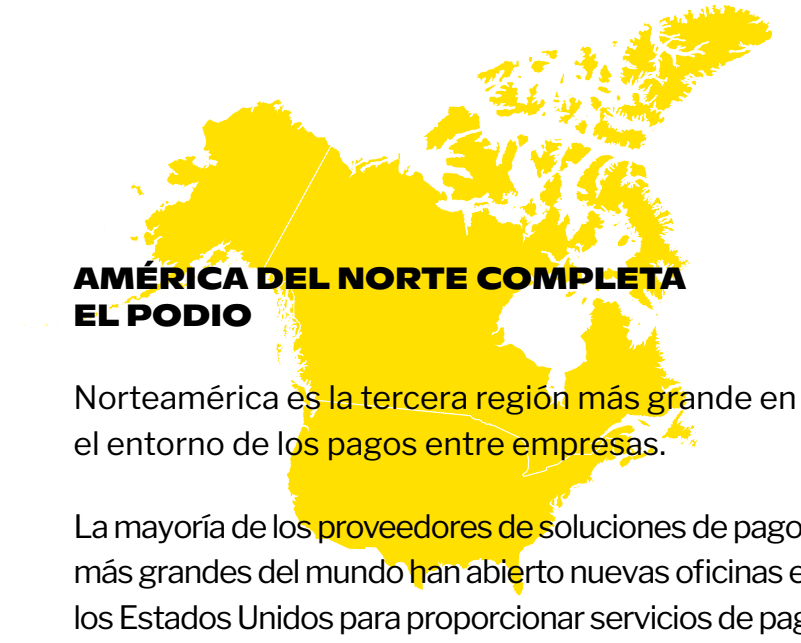 AMÉRICA DEL NORTE COMPLETA
EL PODIO
Norteamérica es la tercera región más grande en
el entorno de los pagos entre empresas.
La mayoría de los proveedores de soluciones de pago
más grandes del mundo han abierto nuevas oficinas e
los Estados Unidos para proporcionar servicios de pag